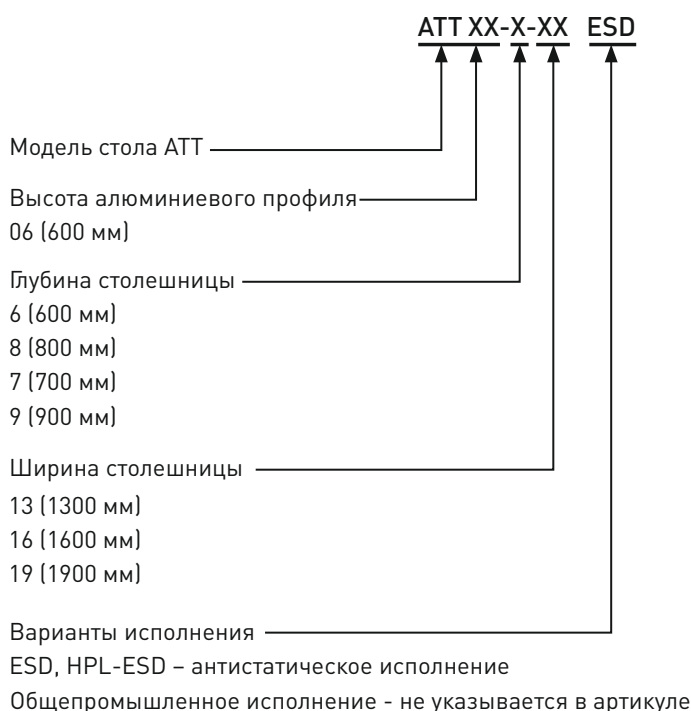 ATT XX-X-XX ESD
Модель стола АТТ
Высота алюминиевого профиля
06 (600 мм)
Глубина столешницы
6 (600 мм)
8 (800 мм)
7 (700 мм)
9 (900 мм)
Ширина столешницы
13 (1300 мм)
16 (1600 мм)
19 (1900 мм)
Варианты исполнения
ESD, HPL-ESD – антистатическое исполнение
Общепромышленное исполнение - не указывается в артикуле